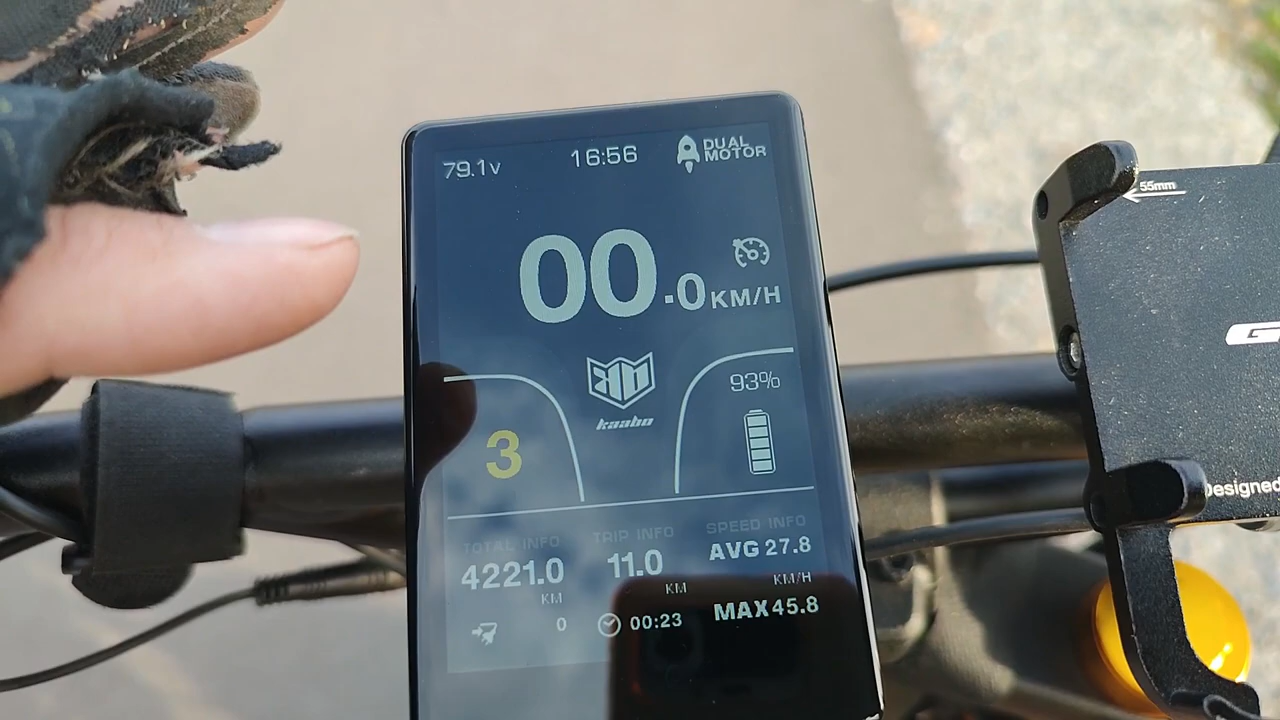 79.1v
16:56
DUAL MOTOR
00.0 KM/H
kaabo
93%
3
TOTAL INFO
4221.0
KM
TRIP INFO
11.0
KM
SPEED INFO
AVG 27.8
KM/H
0
00:23
MAX 45.8
55mm
G
Designed